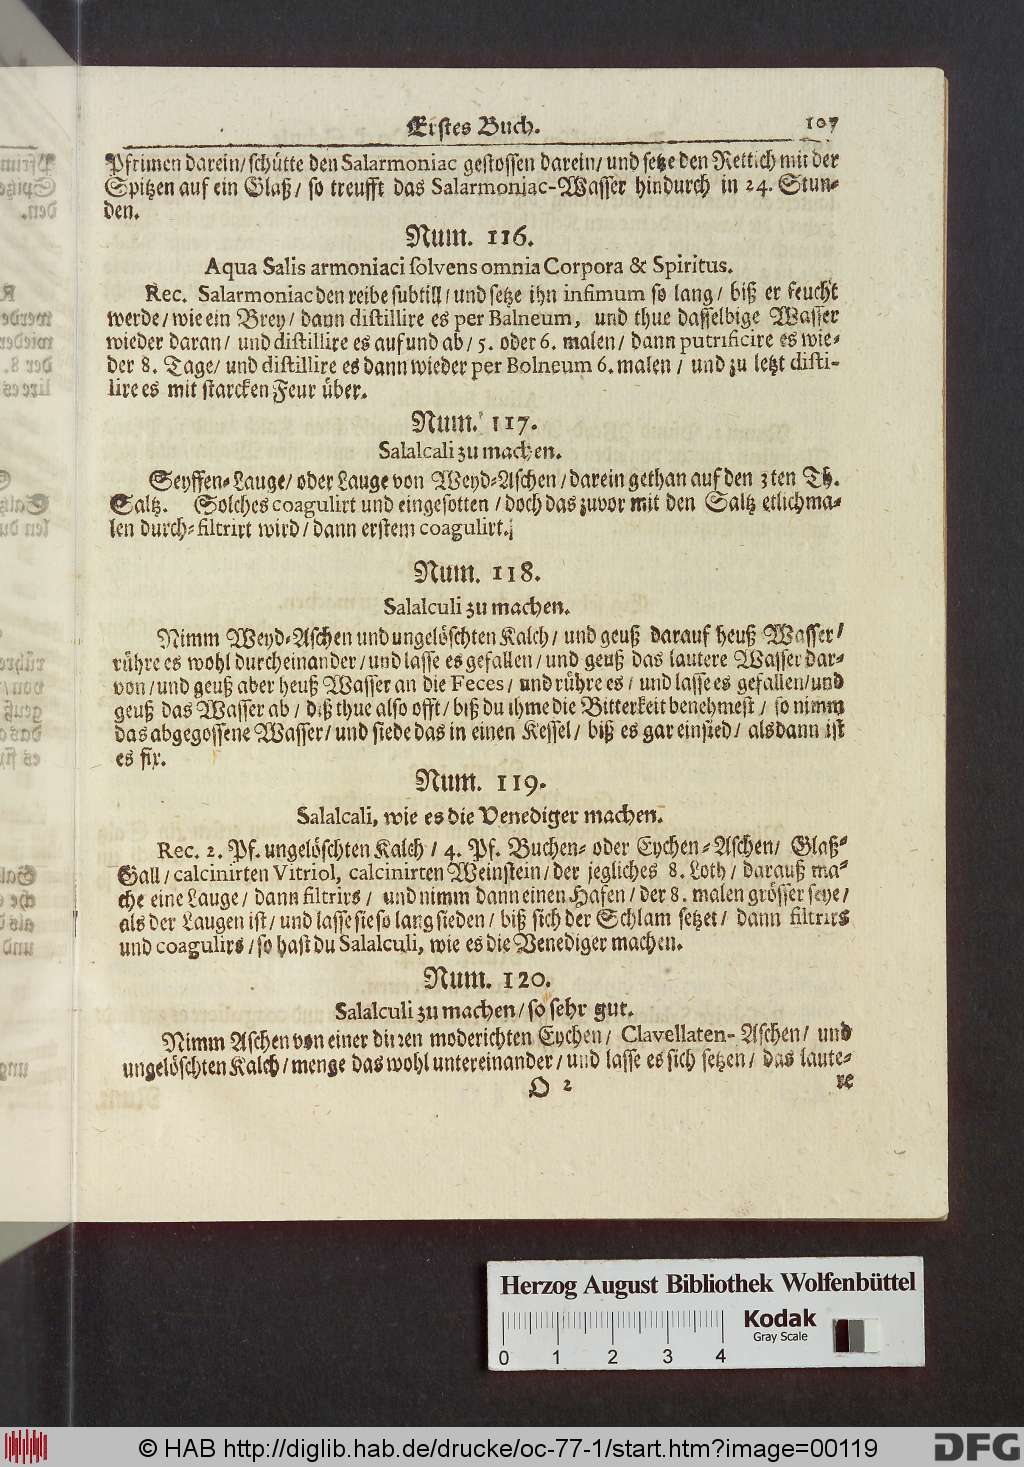 Erstes Buch. 107
Pfrimen darein/ schütte den Salarmoniac gestossen darein/ und setze den Rettich mit der
Spitzen auf ein Glaß/ so treufft das Salarmoniac-Wasser hindurch in 24. Stun-
den.
Num. 116.
Aqua Salis armoniaci solvens omnia Corpora & Spiritus.
Rec. Salarmoniac den reibe subtill/ und setze ihn infimum so lang/ biß er feucht
werde/ wie ein Brey/ dann distillire es per Balneum, und thue dasselbige Wasser
wieder daran/ und distillire es auf und ab/ 5. oder 6. malen/ dann putrificire es wie-
der 8. Tage/ und distillire es dann wieder per Bolneum 6. malen/ und zu letzt disti-
lire es mit starcken Feur über.
Num. 117.
Salalcali zu machen.
Seyffen-Lauge/ oder Lauge von Weyd-Aschen/ darein gethan auf den 3ten Th.
Saltz. Solches coagulirt und eingesotten/ doch das zuvor mit den Saltz etlichma-
len durch-filtrirt wird/ dann erstem coagulirt.
Num. 118.
Salalculi zu machen.
Nimm Weyd-Aschen und ungelöschten Kalch/ und geuß darauf heuß Wasser/
rühre es wohl durcheinander/ und lasse es gefallen/ und geuß das lautere Wasser dar-
von/ und geuß aber heuß Wasser an die Feces/ und rühre es/ und lasse es gefallen/ und
geuß das Wasser ab/ diß thue also offt/ biß du ihme die Bitterkeit benehmest/ so nimm
das abgegossene Wasser/ und siede das in einen Kessel/ biß es gar einsied/ alsdann ist
es fix.
Num. 119.
Salalcali, wie es die Venediger machen.
Rec. 2. Pf. ungelöschten Kalch/ 4. Pf. Buchen- oder Eychen-Aschen/ Glaß-
Gall/ calcinirten Vitriol, calcinirten Weinstein/ der jegliches 8. Loth/ darauß ma-
che eine Lauge/ dann filtrirs/ und nimm dann einen Hafen/ der 8. malen grösser seye/
als der Laugen ist/ und lasse sie so lang sieden/ biß sich der Schlam setzet/ dann filtrirs
und coagulirs/ so hast du Salalculi, wie es die Venediger machen.
Num. 120.
Salalculi zu machen/ so sehr gut.
Nimm Aschen von einer dürren moderichten Eychen/ Clavellaten-Aschen/ und
ungelöschten Kalch/ menge das wohl untereinander/ und lasse es sich setzen/ das laute-
O 2 re
Herzog August Bibliothek Wolfenbüttel
Kodak
Gray Scale
0 1 2 3 4
© HAB http://diglib.hab.de/drucke/oc-77-1/start.htm?image=00119
DFG